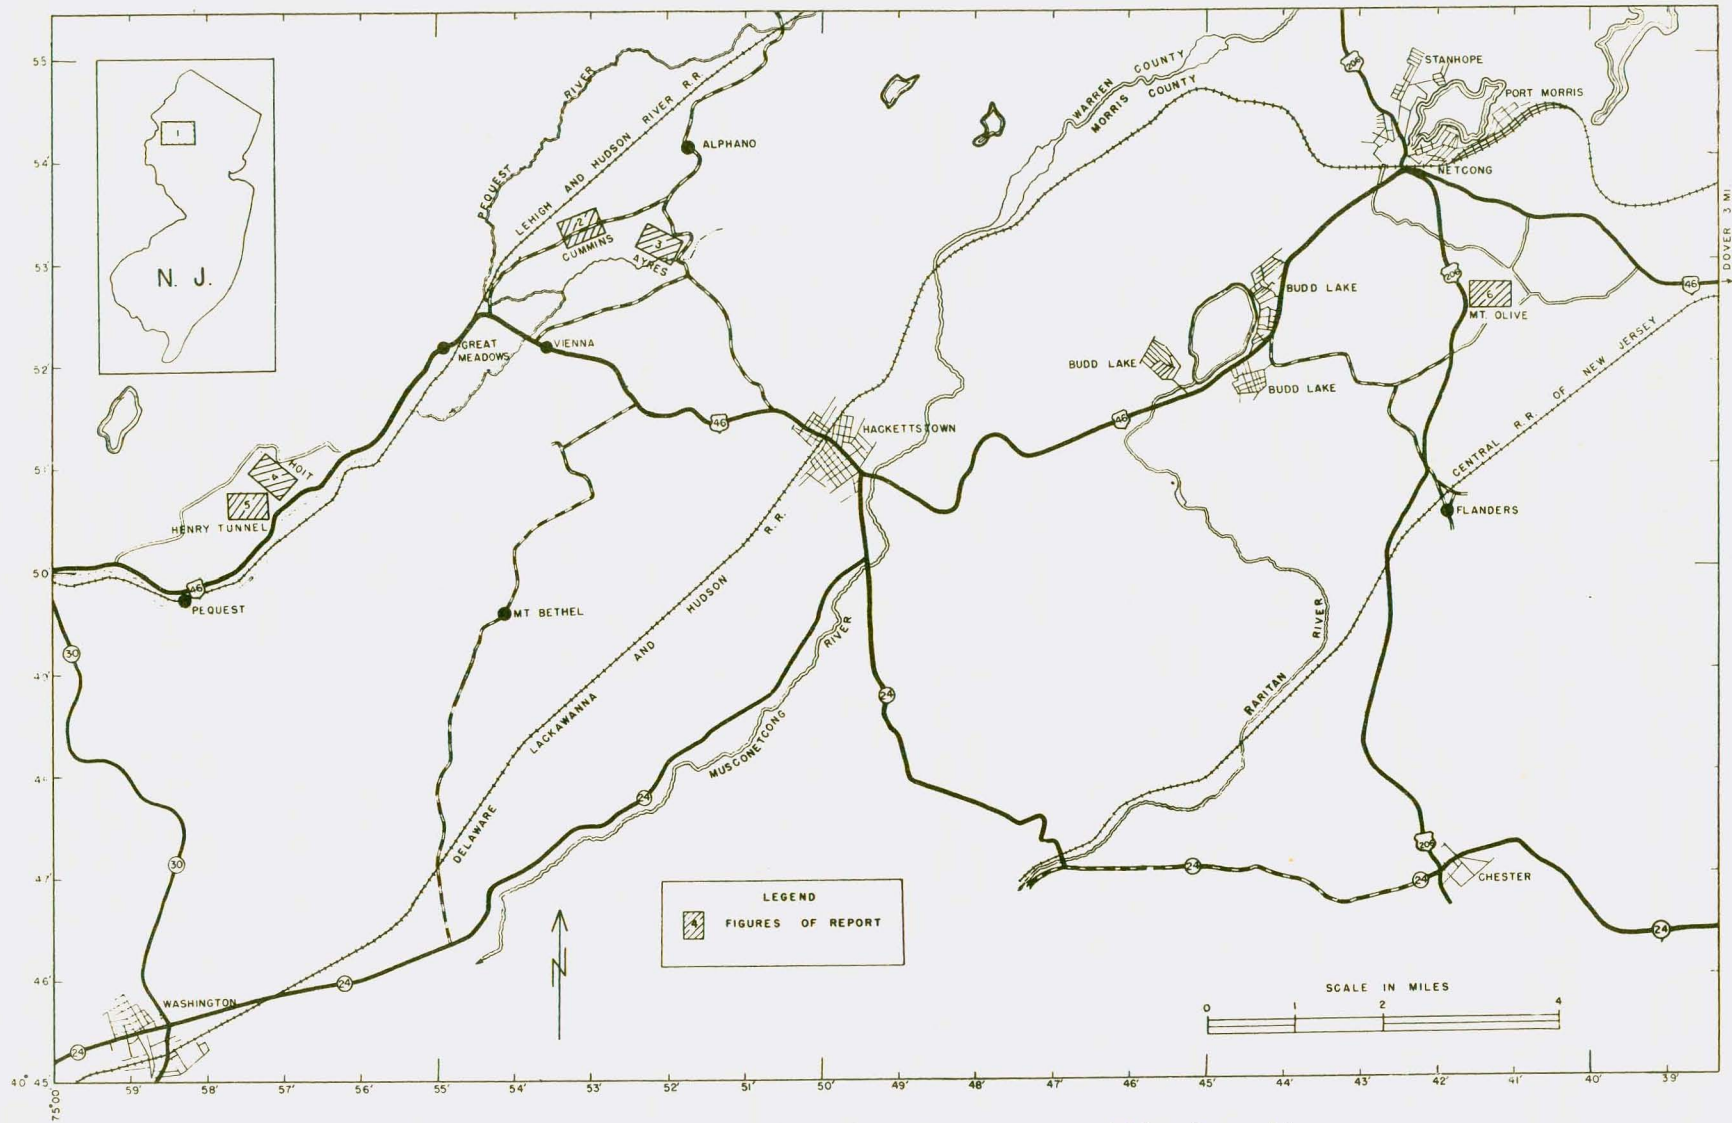 N. J.
1
STANHOPE
PORT MORRIS
NETCONG
206
WARREN COUNTY
MORRIS COUNTY
PEQUEST RIVER
LEHIGH AND HUDSON RIVER R.R.
ALPHANO
2
CUMMINS
3
AYRES
DOVER 3 MI.
206
46
6
MT. OLIVE
BUDD LAKE
BUDD LAKE
BUDD LAKE
GREAT
MEADOWS
VIENNA
46
46
HACKETTSTOWN
CENTRAL R.R. OF NEW JERSEY
FLANDERS
HOIT
4
5
HENRY TUNNEL
46
PEQUEST
MT BETHEL
30
30
DELAWARE LACKAWANNA AND HUDSON R.R.
MUSCONETCONG RIVER
24
24
RARITAN RIVER
206
24
24
CHESTER
24
LEGEND
4 FIGURES OF REPORT
N
SCALE IN MILES
0 1 2 4
WASHINGTON
24
24
55'
54'
53'
52'
51'
50'
47'
46'
40° 45'
75°00'
59' 58' 57' 56' 55' 54' 53' 52' 51' 50' 49' 48' 47' 46' 45' 44' 43' 42' 41' 40' 39'